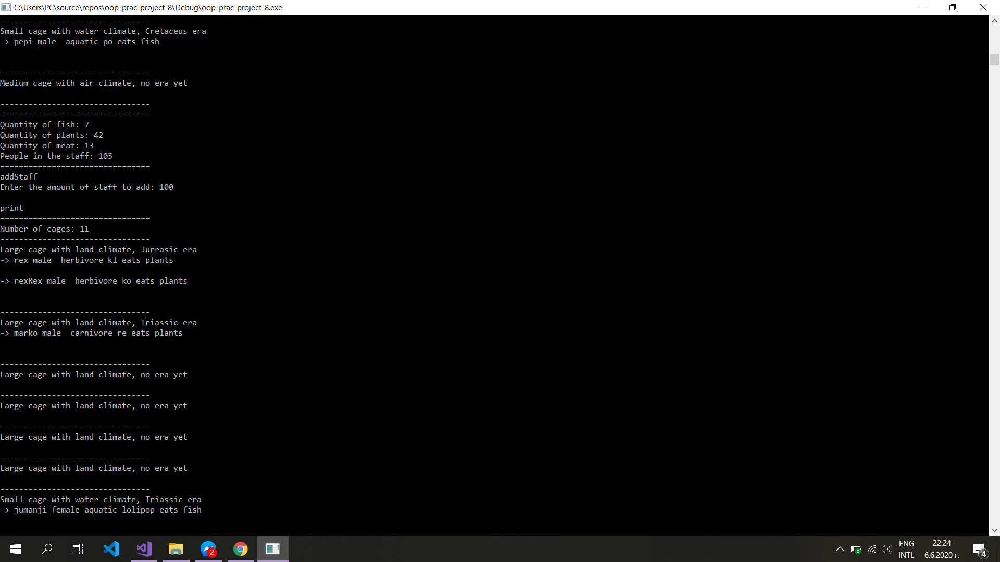 C:\Users\PC\source\repos\oop-prac-project-8\Debug\oop-prac-project-8.exe
--------------------------------
Small cage with water climate, Cretaceus era
-> pepi male  aquatic po eats fish
--------------------------------
Medium cage with air climate, no era yet
--------------------------------
================================
Quantity of fish: 7
Quantity of plants: 42
Quantity of meat: 13
People in the staff: 105
================================
addStaff
Enter the amount of staff to add: 100
print
================================
Number of cages: 11
--------------------------------
Large cage with land climate, Jurrasic era
-> rex male  herbivore kl eats plants
-> rexRex male  herbivore ko eats plants
--------------------------------
Large cage with land climate, Triassic era
-> marko male  carnivore re eats plants
--------------------------------
Large cage with land climate, no era yet
--------------------------------
Large cage with land climate, no era yet
--------------------------------
Large cage with land climate, no era yet
--------------------------------
Large cage with land climate, no era yet
--------------------------------
Small cage with water climate, Triassic era
-> jumanji female aquatic lolipop eats fish
2
ENG
INTL
22:24
6.6.2020 г.
4